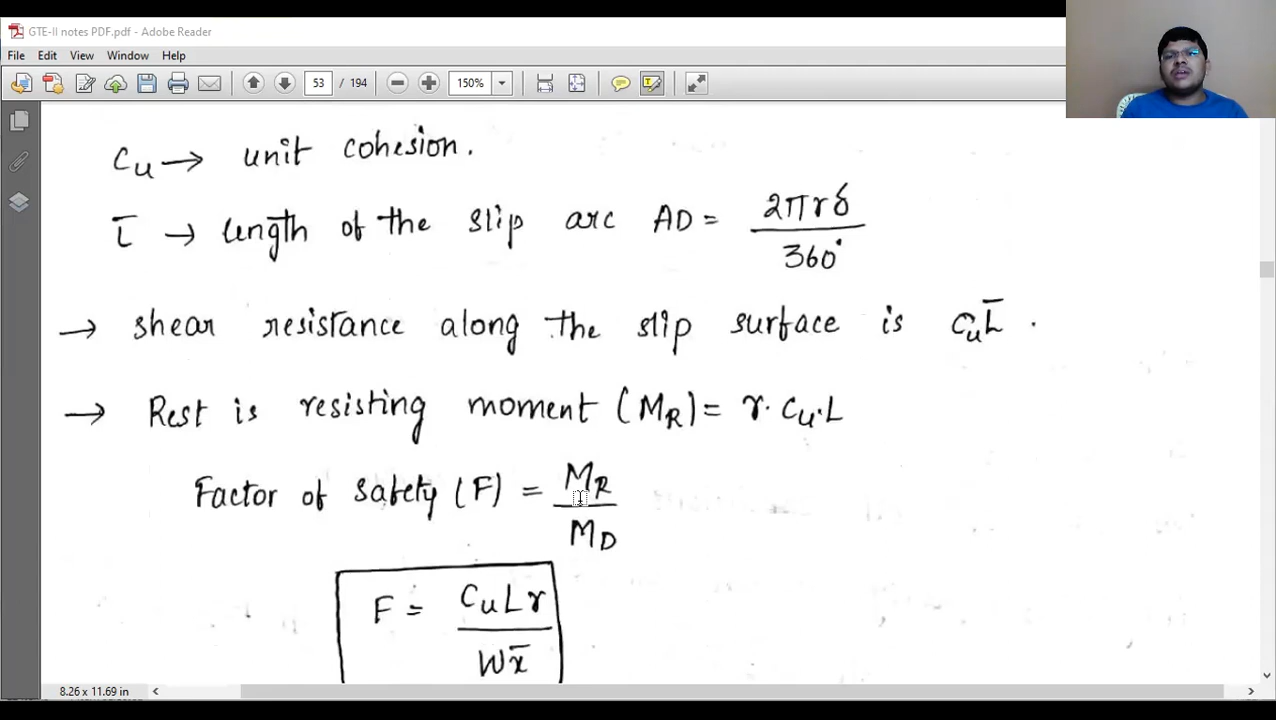 GTE-II notes PDF.pdf - Adobe Reader
File Edit View Window Help
53 / 194 150%
Cu → unit cohesion.
L̄ → length of the slip arc AD = 2πrδ / 360°
→ shear resistance along the slip surface is CuL̄ .
→ Rest is resisting moment (MR) = r. Cu. L
Factor of safety (F) = MR / MD
F = CuLr / Wx̄
8.26 x 11.69 in